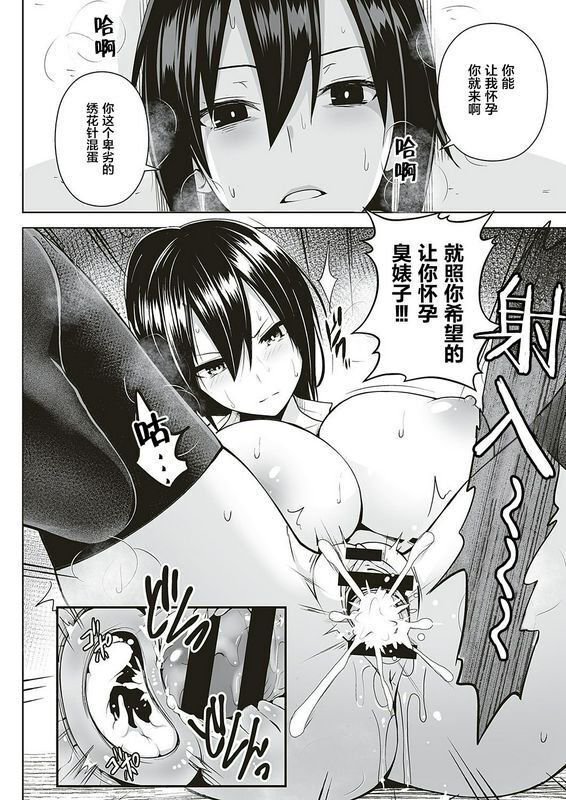 你能
让我怀孕
你就来啊
哈啊
哈啊
你这个卑劣的
绣花针混蛋
就照你希望的
让你怀孕
臭婊子!!!
射入~~~~
咕…